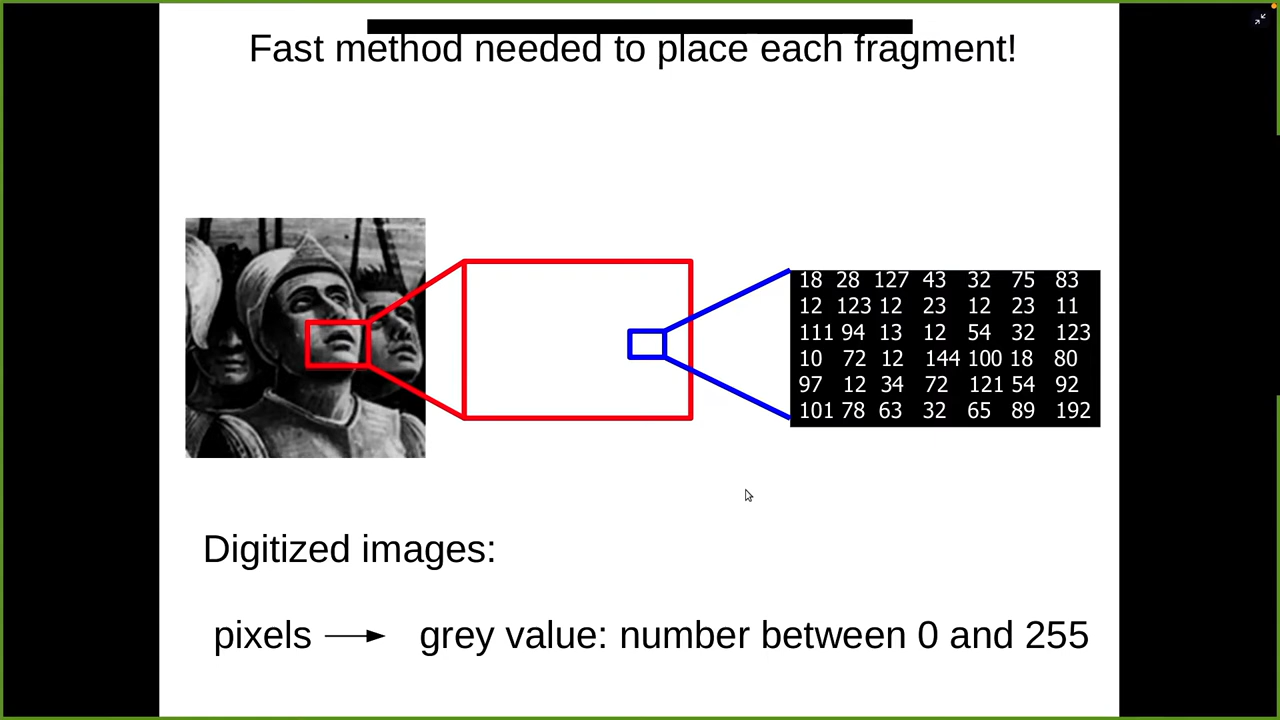 Fast method needed to place each fragment!
18 28 127 43 32 75 83
12 123 12 23 12 23 11
111 94 13 12 54 32 123
10 72 12 144 100 18 80
97 12 34 72 121 54 92
101 78 63 32 65 89 192
Digitized images:
pixels → grey value: number between 0 and 255